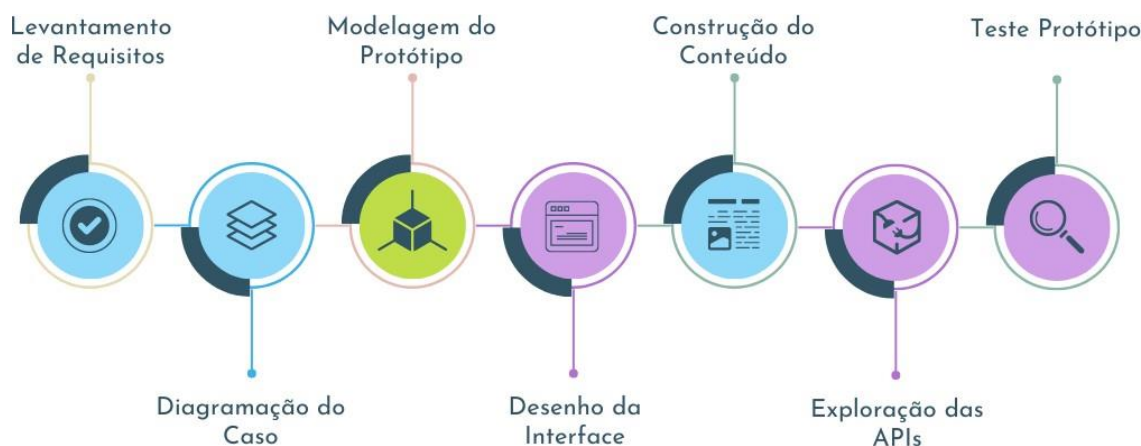 Levantamento
de Requisitos
Diagramação do
Caso
Modelagem do
Protótipo
Desenho da
Interface
Construção do
Conteúdo
Exploração das
APIs
Teste Protótipo